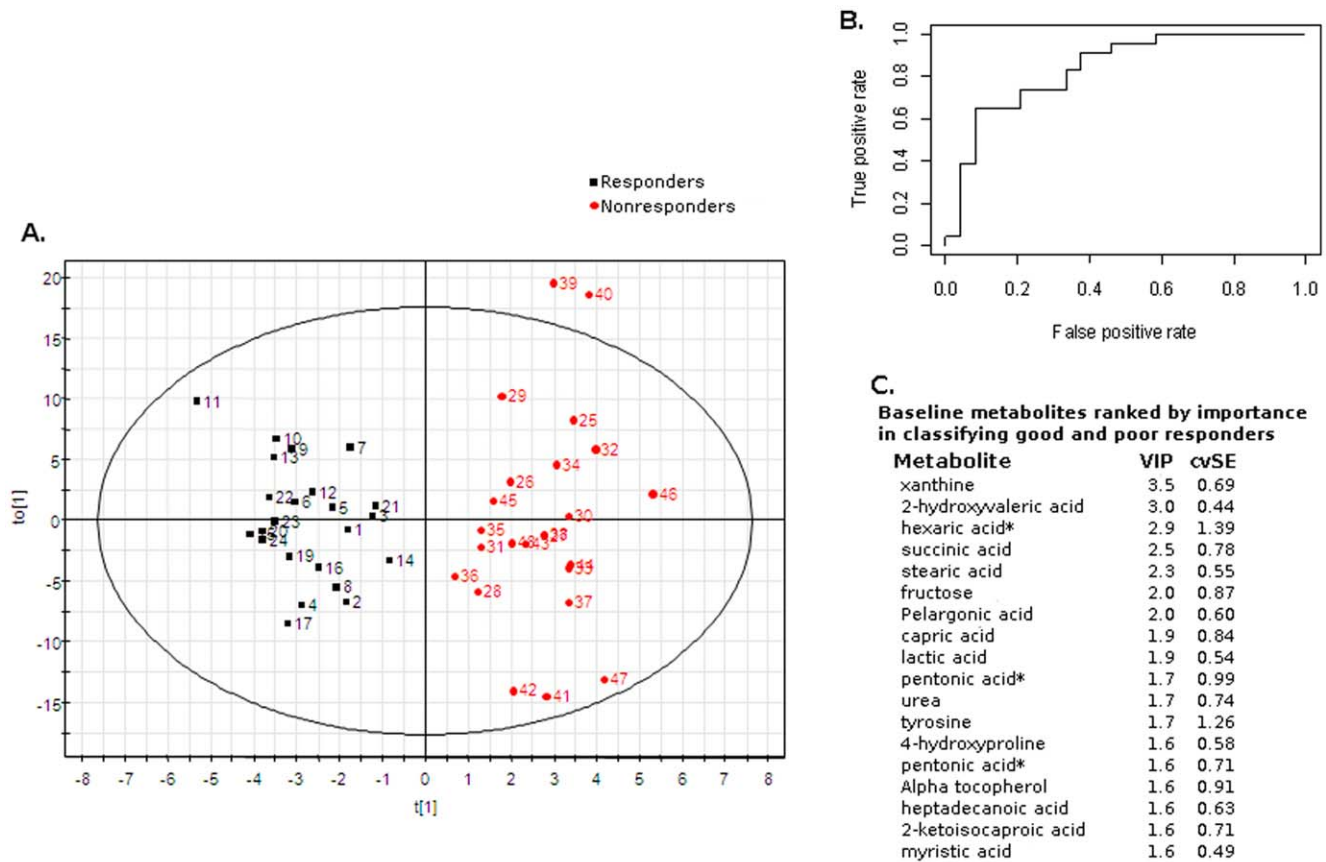 B.
1.0
0.8
0.6
0.4
0.2
0.0
True positive rate
0.0 0.2 0.4 0.6 0.8 1.0
False positive rate
Responders
Nonresponders
A.
20
15
10
5
0
-5
-10
-15
to[1]
39
40
11
29
25
10
9
7
13
32
34
26
46
22
12
6
5
21
45
3
30
23
1
35
20
24
31
43
19
14
16
36
8
28
4
2
37
17
47
42
41
-8 -7 -6 -5 -4 -3 -2 -1 0 1 2 3 4 5 6 7 8
t[1]
C.
Baseline metabolites ranked by importance
in classifying good and poor responders
Metabolite VIP cvSE
xanthine 3.5 0.69
2-hydroxyvaleric acid 3.0 0.44
hexaric acid* 2.9 1.39
succinic acid 2.5 0.78
stearic acid 2.3 0.55
fructose 2.0 0.87
Pelargonic acid 2.0 0.60
capric acid 1.9 0.84
lactic acid 1.9 0.54
pentonic acid* 1.7 0.99
urea 1.7 0.74
tyrosine 1.7 1.26
4-hydroxyproline 1.6 0.58
pentonic acid* 1.6 0.71
Alpha tocopherol 1.6 0.91
heptadecanoic acid 1.6 0.63
2-ketoisocaproic acid 1.6 0.71
myristic acid 1.6 0.49